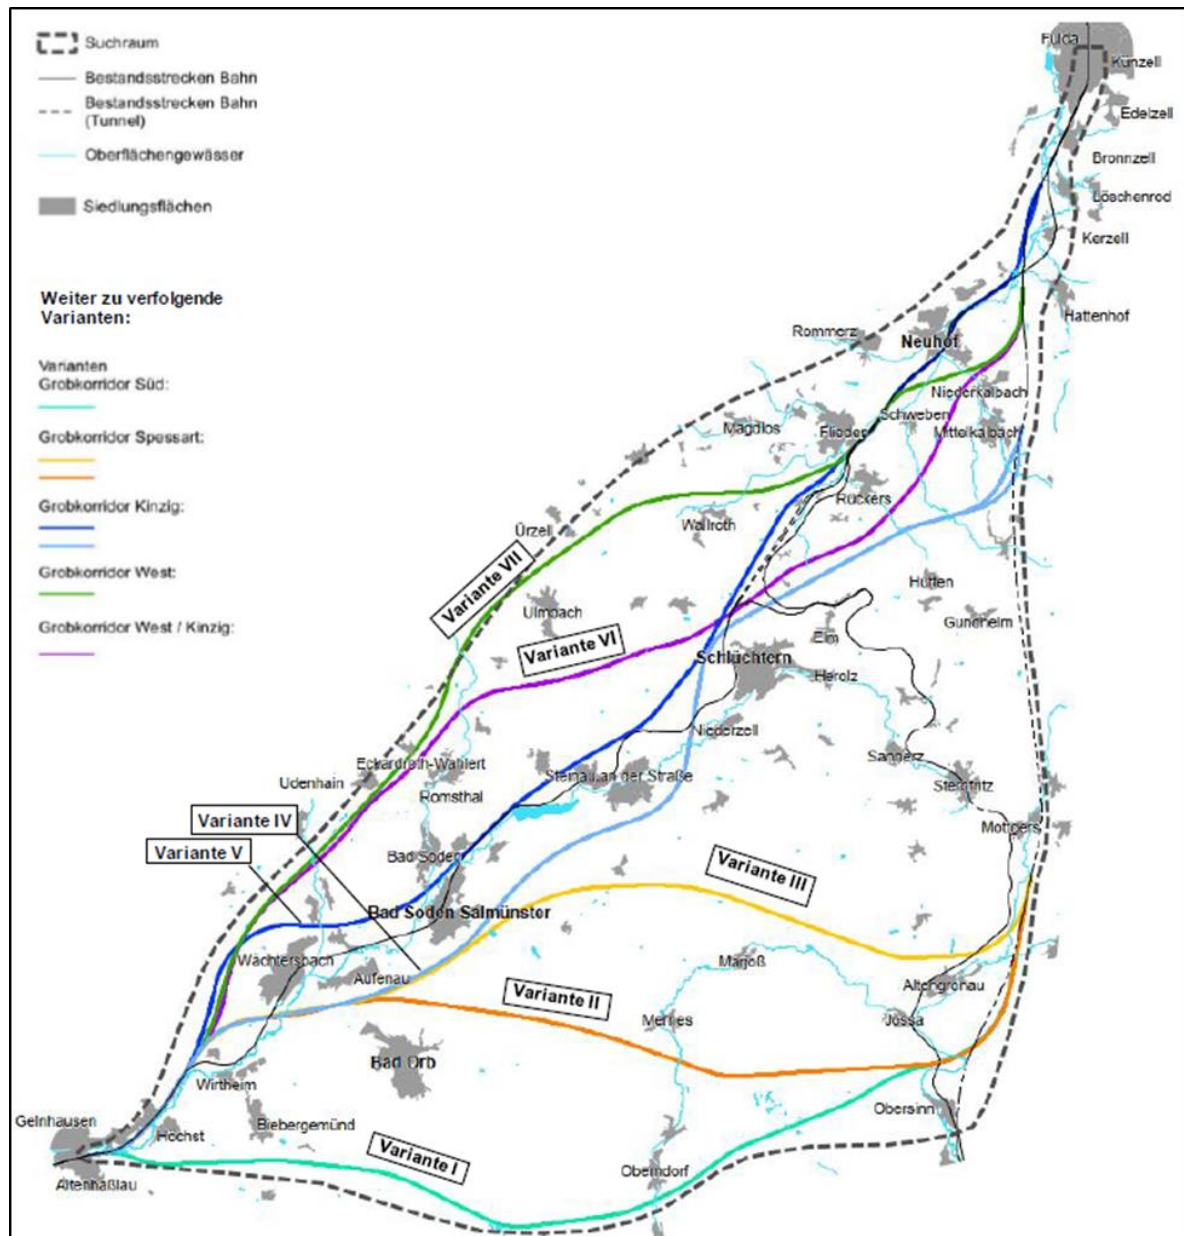 Suchraum
Bestandsstrecken Bahn
Bestandsstrecken Bahn
(Tunnel)
Oberflächengewässer
Siedlungsflächen
Weiter zu verfolgende
Varianten:
Varianten
Grobkorridor Süd:
Grobkorridor Spessart:
Grobkorridor Kinzig:
Grobkorridor West:
Grobkorridor West / Kinzig:
Fulda
Künzell
Edelzell
Bronnzell
Löschenrod
Kerzell
Hattenhof
Rommerz
Neuhof
Niederkalbach
Schweben
Magdlos
Flieden
Mittelkalbach
Rückers
Wallroth
Ürzell
Variante VII
Hutten
Ulmbach
Gundhelm
Elm
Variante VI
Schlüchtern
Herolz
Niederzell
Sannerz
Eckardroth-Wahlert
Steinau an der Straße
Udenhain
Romsthal
Sterbfritz
Variante IV
Mottgers
Variante V
Bad Soden
Variante III
Bad Soden Salmünster
Wächtersbach
Marjoß
Aufenau
Altengronau
Variante II
Mernes
Jossa
Bad Orb
Wirtheim
Obersinn
Gelnhausen
Biebergemünd
Höchst
Variante I
Oberndorf
Altenhaßlau